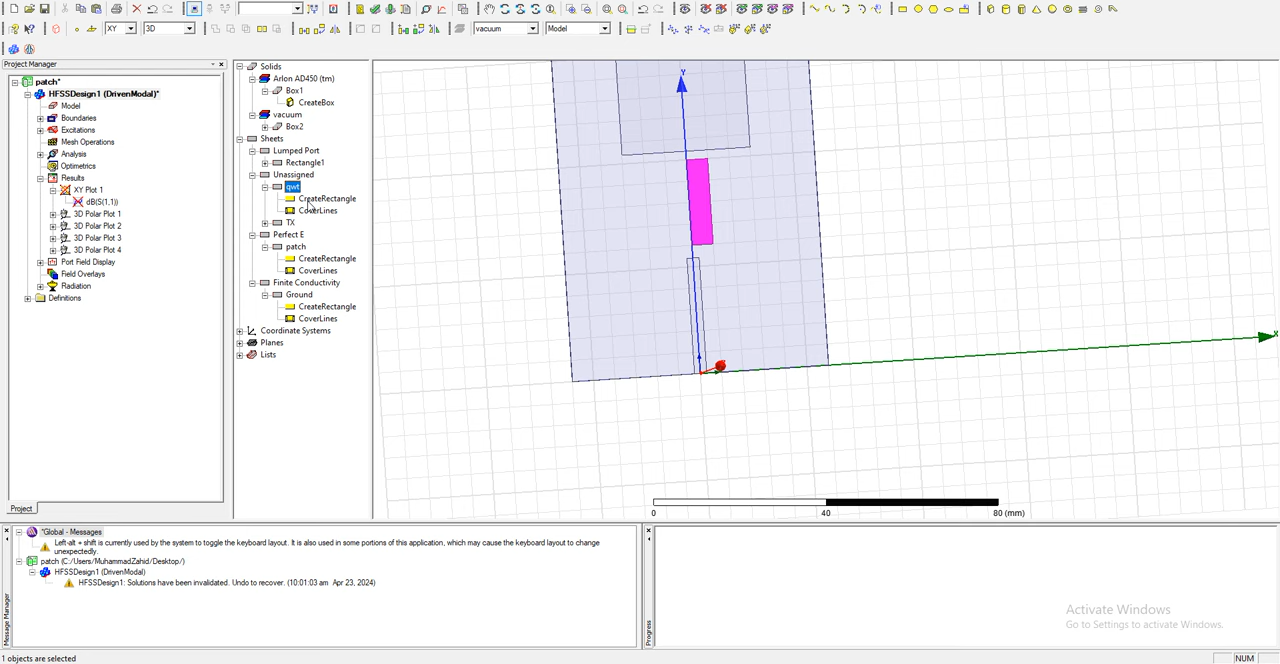 XY
3D
vacuum
Model
Project Manager
patch*
HFSSDesign1 (DrivenModal)*
Model
Boundaries
Excitations
Mesh Operations
Analysis
Optimetrics
Results
XY Plot 1
dB(S(1,1))
3D Polar Plot 1
3D Polar Plot 2
3D Polar Plot 3
3D Polar Plot 4
Port Field Display
Field Overlays
Radiation
Definitions
Project
Solids
Arlon AD450 (tm)
Box1
CreateBox
vacuum
Box2
Sheets
Lumped Port
Rectangle1
Unassigned
qwt
CreateRectangle
CoverLines
TX
Perfect E
patch
CreateRectangle
CoverLines
Finite Conductivity
Ground
CreateRectangle
CoverLines
Coordinate Systems
Planes
Lists
Y
X
0
40
80 (mm)
*Global - Messages
Left-alt + shift is currently used by the system to toggle the keyboard layout. It is also used in some portions of this application, which may cause the keyboard layout to change
unexpectedly.
patch (C:/Users/MuhammadZahid/Desktop/)
HFSSDesign1 (DrivenModal)
HFSSDesign1: Solutions have been invalidated. Undo to recover. (10:01:03 am  Apr 23, 2024)
Message Manager
Progress
Activate Windows
Go to Settings to activate Windows.
1 objects are selected
NUM